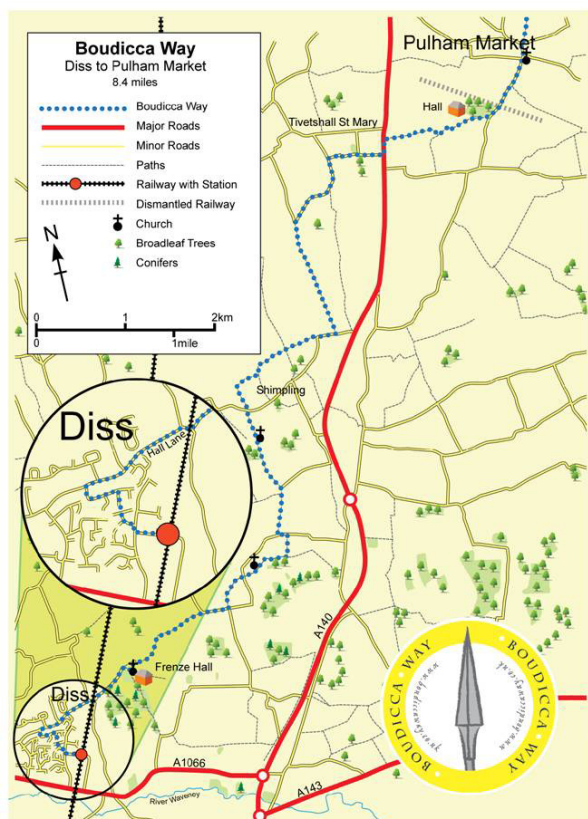 Boudicca Way
Diss to Pulham Market
8.4 miles
Boudicca Way
Major Roads
Minor Roads
Paths
Railway with Station
Dismantled Railway
Church
Broadleaf Trees
Conifers
N
0 1 2km
0 1mile
Pulham Market
Hall
Tivetshall St Mary
Shimpling
Diss
Hall Lane
A140
Frenze Hall
Diss
A1066
A143
River Waveney
BOUDICCA WAY
BOUDICCA WAY